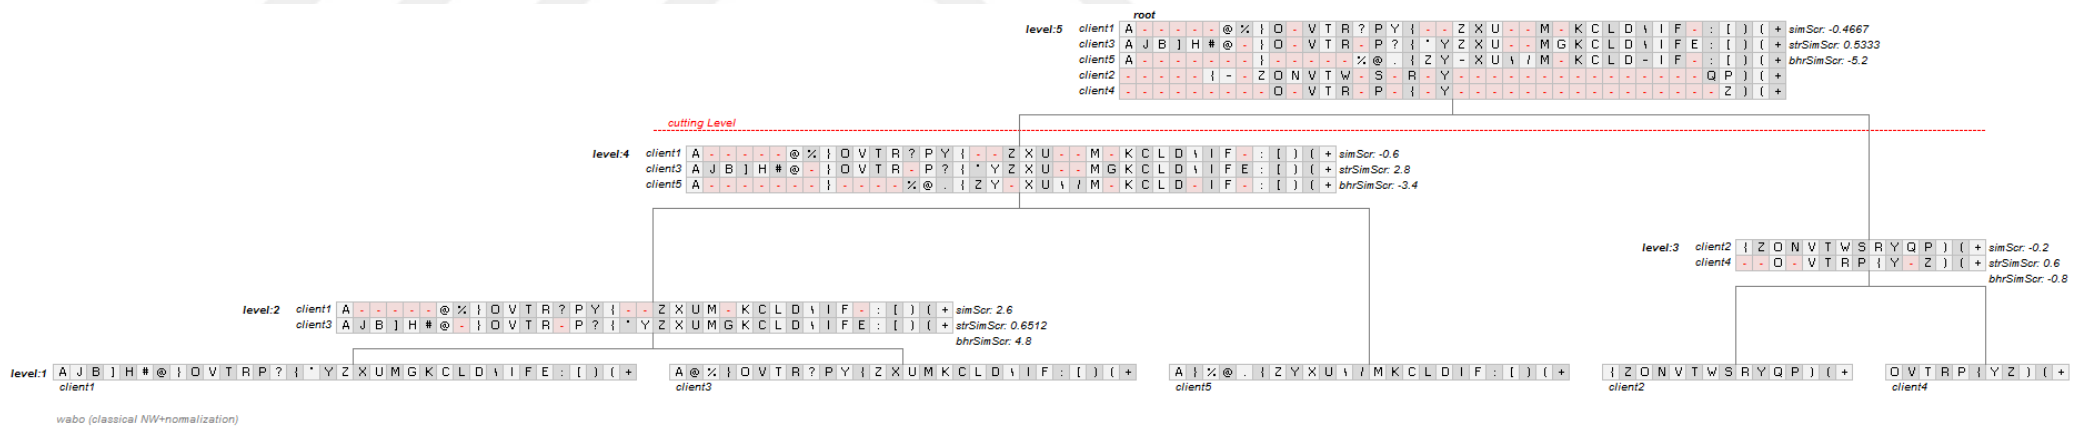 root
level:5 client1 A - - - - - @ % } O - V T R ? P Y { - - Z X U - - M - K C L D \ I F - : [ ) ( + simScr: -0.4667
client3 A J B ] H # @ - } O - V T R - P ? { * Y Z X U - - M G K C L D \ I F E : [ ) ( + strSimScr: 0.5333
client5 A - - - - - - - } - - - - - % @ . { Z Y - X U \ / M - K C L D - I F - : [ ) ( + bhrSimScr: -5.2
client2 - - - - - { - - Z O N V T W - S - R - Y - - - - - - - - - - - - - - - Q P ) ( +
client4 - - - - - - - - - O - V T R - P - { - Y - - - - - - - - - - - - - - - - Z ) ( +
cutting Level
level:4 client1 A - - - - - @ % } O V T R ? P Y { - - Z X U - - M - K C L D \ I F - : [ ) ( + simScr: -0.6
client3 A J B ] H # @ - } O V T R - P ? { * Y Z X U - - M G K C L D \ I F E : [ ) ( + strSimScr: 2.8
client5 A - - - - - - - } - - - - % @ . { Z Y - X U \ / M - K C L D - I F - : [ ) ( + bhrSimScr: -3.4
level:3 client2 { Z O N V T W S R Y Q P ) ( + simScr: -0.2
client4 - - O - V T R P { Y - Z ) ( + strSimScr: 0.6
bhrSimScr: -0.8
level:2 client1 A - - - - - @ % } O V T R ? P Y { - - Z X U M - K C L D \ I F - : [ ) ( + simScr: 2.6
client3 A J B ] H # @ - } O V T R - P ? { * Y Z X U M G K C L D \ I F E : [ ) ( + strSimScr: 0.6512
bhrSimScr: 4.8
level:1 A J B ] H # @ } O V T R P ? { * Y Z X U M G K C L D \ I F E : [ ) ( + A @ % } O V T R ? P Y { Z X U M K C L D \ I F : [ ) ( + A } % @ . { Z Y X U \ / M K C L D I F : [ ) ( + { Z O N V T W S R Y Q P ) ( + O V T R P { Y Z ) ( +
client1 client3 client5 client2 client4
wabo (classical NW+nomalization)